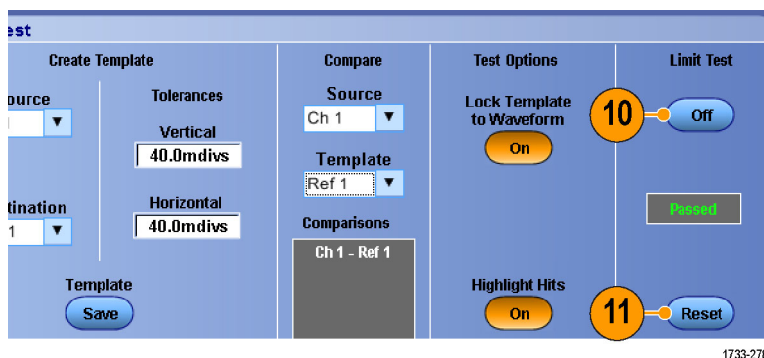 est
Create Template
ource
1
tination
1
Tolerances
Vertical
40.0mdivs
Horizontal
40.0mdivs
Template
Save
Compare
Source
Ch 1
Template
Ref 1
Comparisons
Ch 1 - Ref 1
Test Options
Lock Template
to Waveform
On
Highlight Hits
On
Limit Test
10
Off
Passed
11
Reset
1733-270